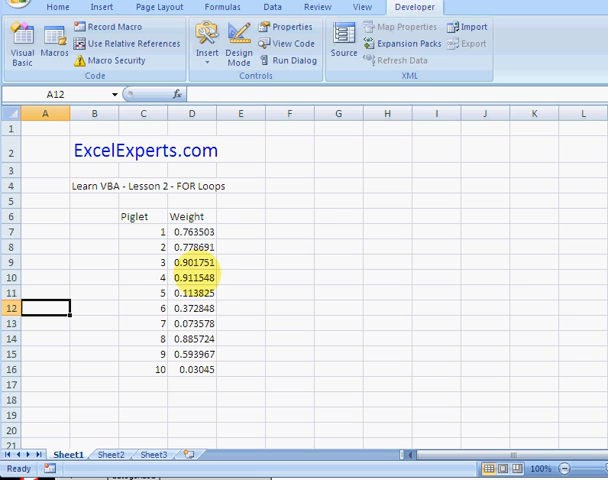 Home Insert Page Layout Formulas Data Review View Developer
Visual Basic
Macros
Record Macro
Use Relative References
Macro Security
Code
Insert
Design Mode
Properties
View Code
Run Dialog
Controls
Source
Map Properties
Expansion Packs
Refresh Data
Import
Export
XML
A12 fx
A B C D E F G H I J K L
1
2 ExcelExperts.com
3
4 Learn VBA - Lesson 2 - FOR Loops
5
6 Piglet Weight
7 1 0.763503
8 2 0.778691
9 3 0.901751
10 4 0.911548
11 5 0.113825
12 6 0.372848
13 7 0.073578
14 8 0.885724
15 9 0.593967
16 10 0.03045
17
18
19
20
21
Sheet1 Sheet2 Sheet3
Ready 100%